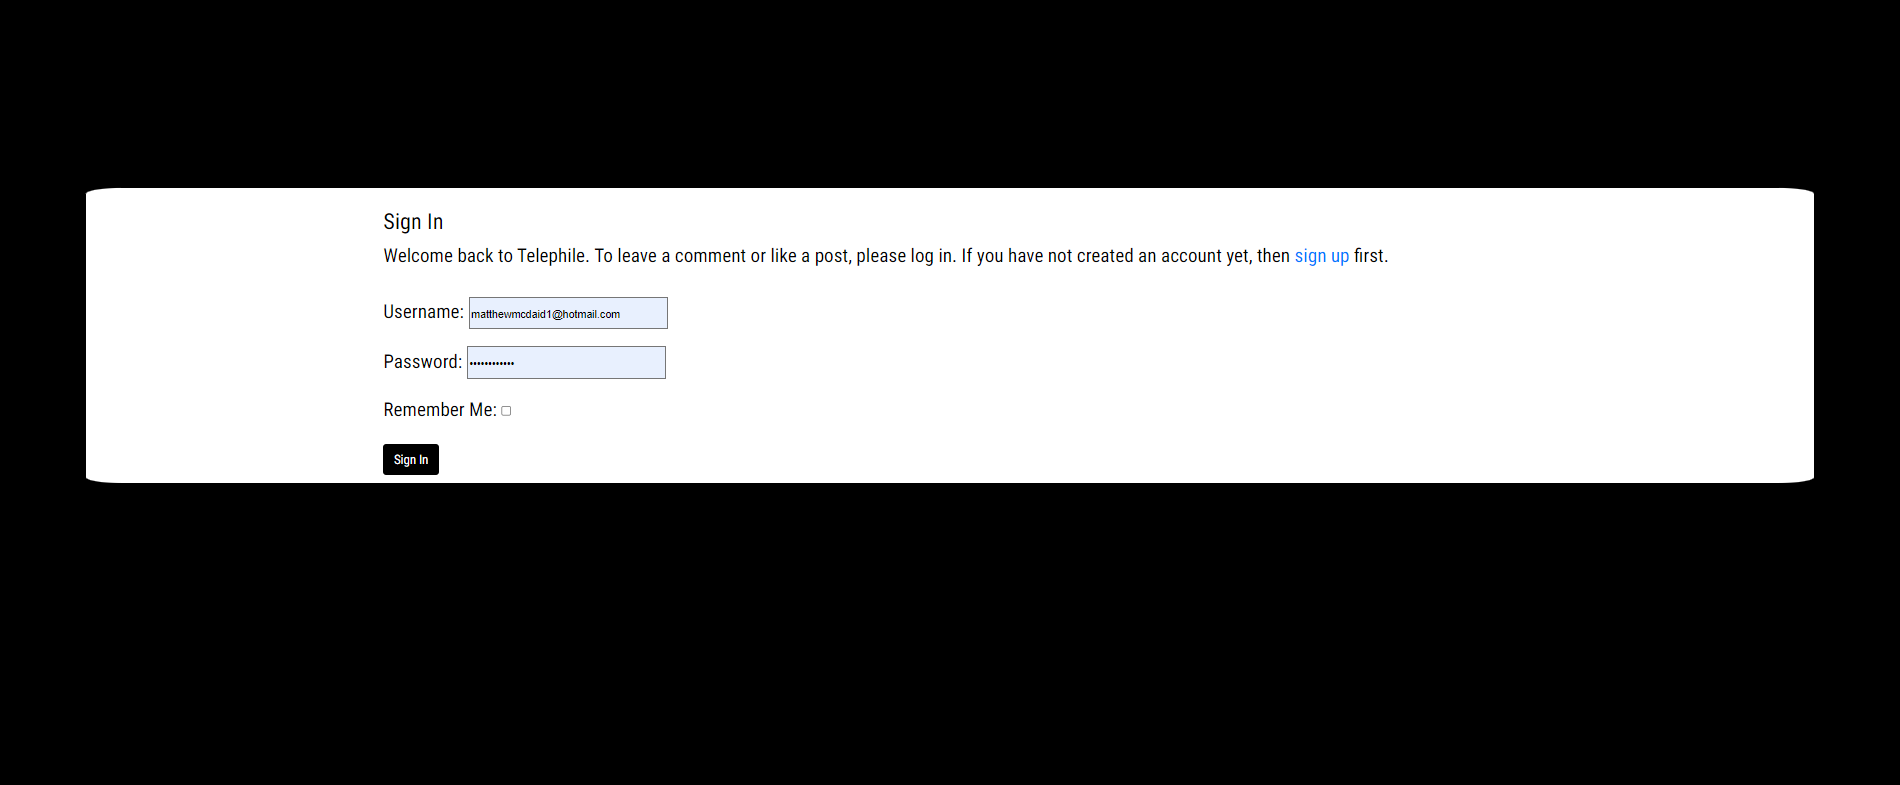 Sign In
Welcome back to Telephile. To leave a comment or like a post, please log in. If you have not created an account yet, then sign up first.
Username: matthewmcdaid1@hotmail.com
Password: ••••••••••••
Remember Me:
Sign In